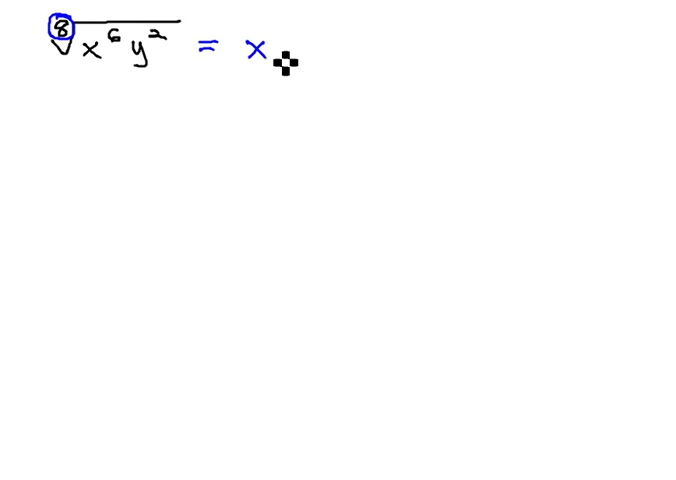 ⁸√x⁶y² = x